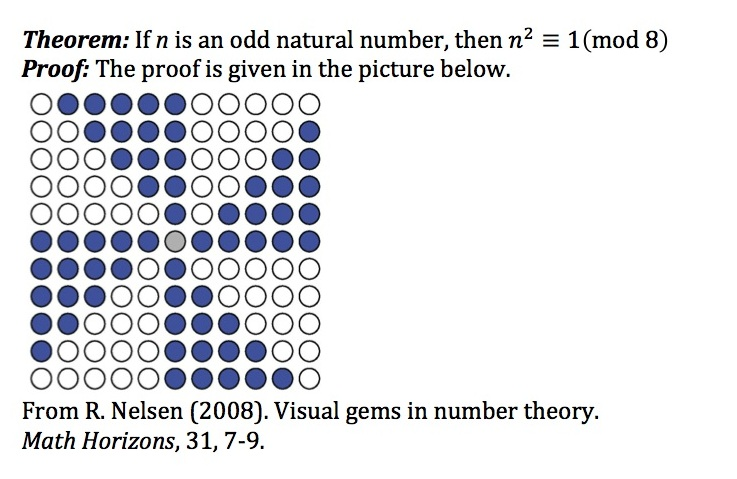 Theorem: If n is an odd natural number, then n² ≡ 1(mod 8)
Proof: The proof is given in the picture below.
From R. Nelsen (2008). Visual gems in number theory.
Math Horizons, 31, 7-9.